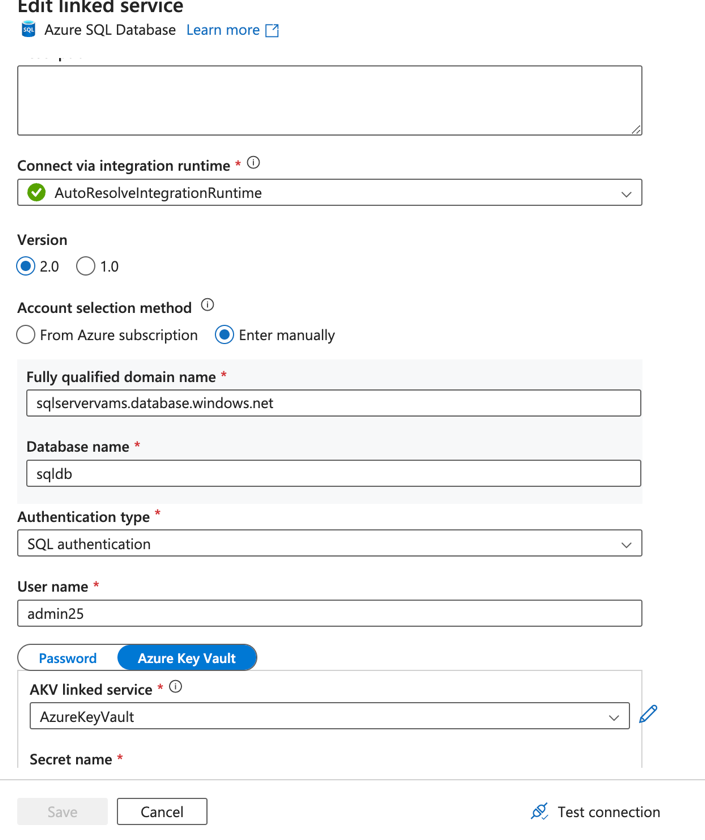 Edit linked service
SQL Azure SQL Database Learn more
Connect via integration runtime *
AutoResolveIntegrationRuntime
Version
2.0 1.0
Account selection method
From Azure subscription Enter manually
Fully qualified domain name *
sqlservervams.database.windows.net
Database name *
sqldb
Authentication type *
SQL authentication
User name *
admin25
Password Azure Key Vault
AKV linked service *
AzureKeyVault
Secret name *
Save Cancel Test connection